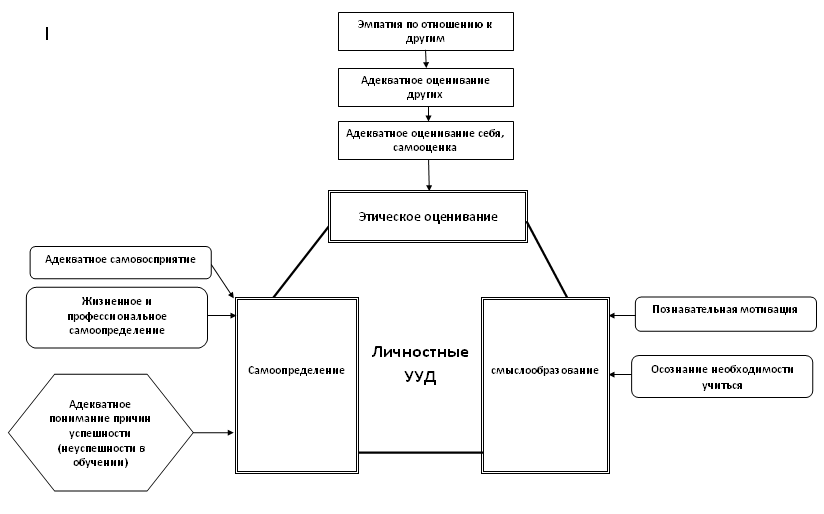 Эмпатия по отношению к
другим
Адекватное оценивание
других
Адекватное оценивание себя,
самооценка
Этическое оценивание
Адекватное самовосприятие
Жизненное и
профессиональное
самоопределение
Адекватное
понимание причин
успешности
(неуспешности в
обучении)
Самоопределение
Личностные
УУД
смыслообразование
Познавательная мотивация
Осознание необходимости
учиться